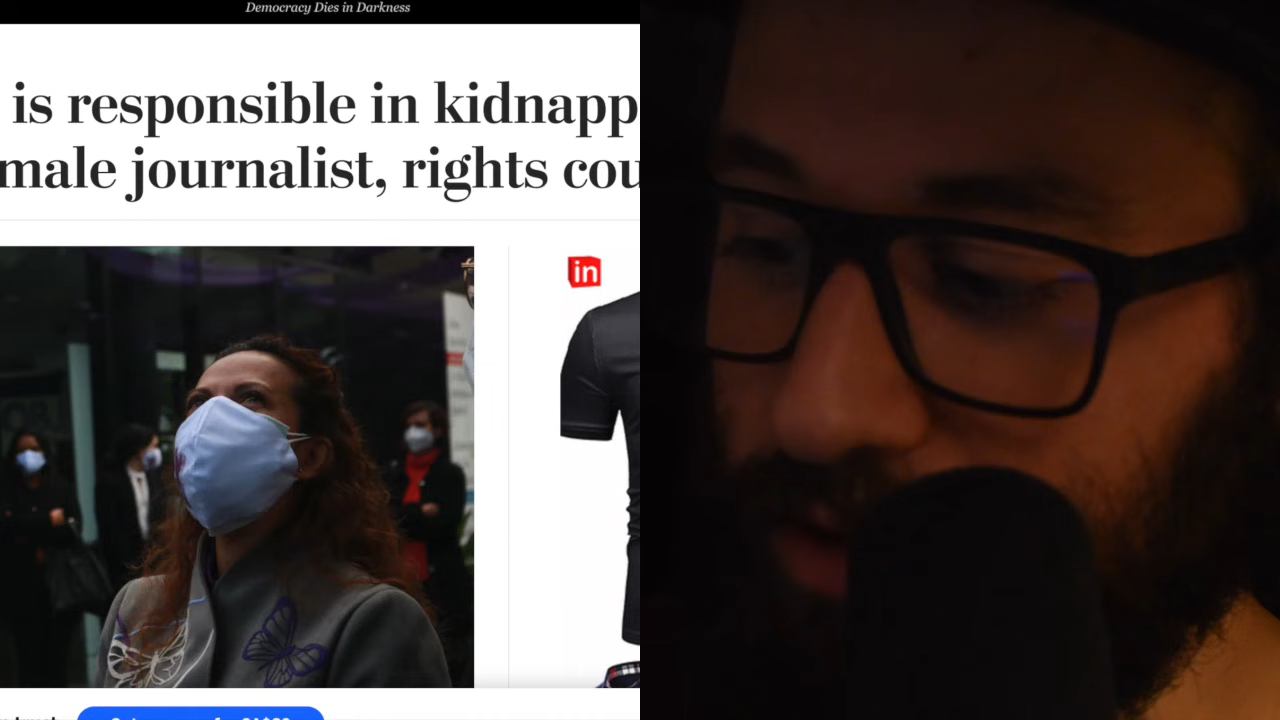 Democracy Dies in Darkness
is responsible in kidnapp
male journalist, rights cou
in